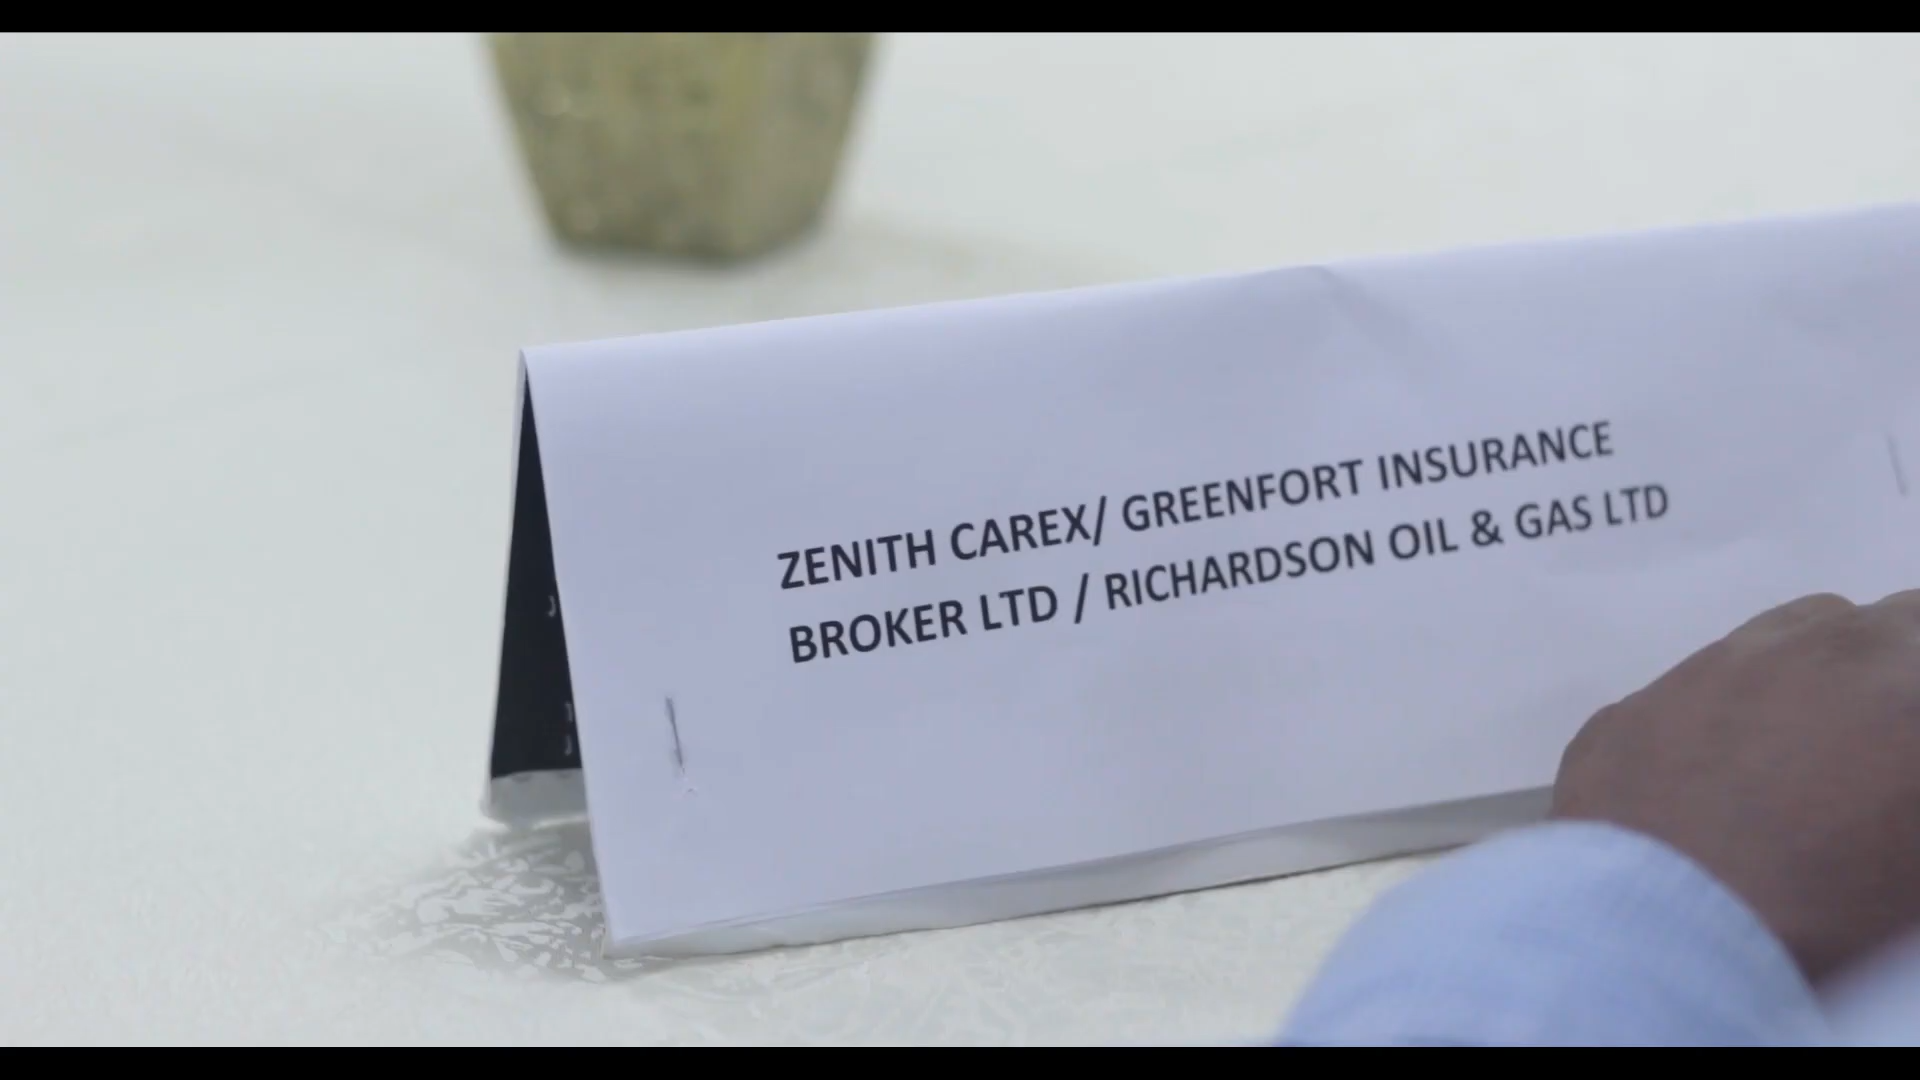 ZENITH CAREX/ GREENFORT INSURANCE
BROKER LTD / RICHARDSON OIL & GAS LTD